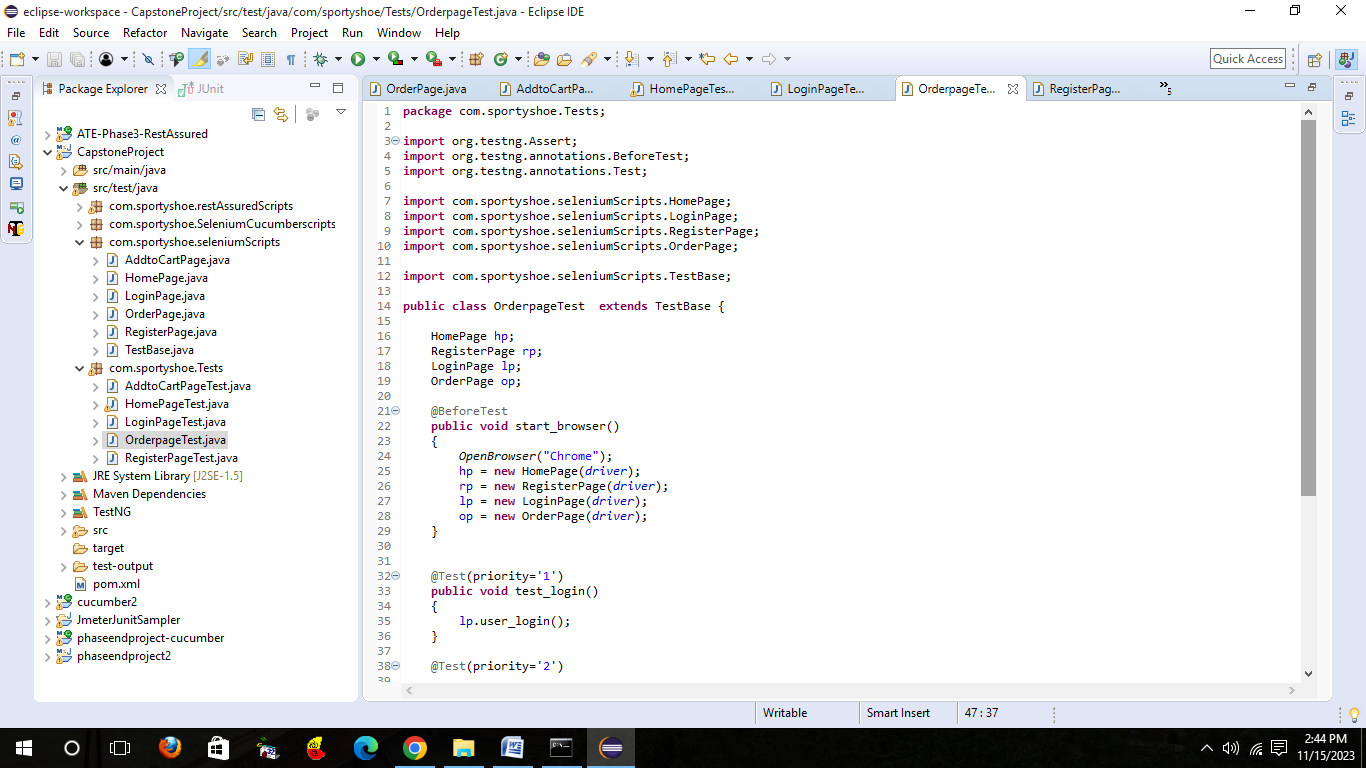 eclipse-workspace - CapstoneProject/src/test/java/com/sportyshoe/Tests/OrderpageTest.java - Eclipse IDE
File Edit Source Refactor Navigate Search Project Run Window Help
Quick Access
Package Explorer JUnit
OrderPage.java AddtoCartPa... HomePageTes... LoginPageTe... OrderpageTe... RegisterPag... »5
ATE-Phase3-RestAssured
CapstoneProject
src/main/java
src/test/java
com.sportyshoe.restAssuredScripts
com.sportyshoe.SeleniumCucumberscripts
com.sportyshoe.seleniumScripts
AddtoCartPage.java
HomePage.java
LoginPage.java
OrderPage.java
RegisterPage.java
TestBase.java
com.sportyshoe.Tests
AddtoCartPageTest.java
HomePageTest.java
LoginPageTest.java
OrderpageTest.java
RegisterPageTest.java
JRE System Library [J2SE-1.5]
Maven Dependencies
TestNG
src
target
test-output
pom.xml
cucumber2
JmeterJunitSampler
phaseendproject-cucumber
phaseendproject2
1 package com.sportyshoe.Tests;
2
3 import org.testng.Assert;
4 import org.testng.annotations.BeforeTest;
5 import org.testng.annotations.Test;
6
7 import com.sportyshoe.seleniumScripts.HomePage;
8 import com.sportyshoe.seleniumScripts.LoginPage;
9 import com.sportyshoe.seleniumScripts.RegisterPage;
10 import com.sportyshoe.seleniumScripts.OrderPage;
11
12 import com.sportyshoe.seleniumScripts.TestBase;
13
14 public class OrderpageTest  extends TestBase {
15
16 HomePage hp;
17 RegisterPage rp;
18 LoginPage lp;
19 OrderPage op;
20
21 @BeforeTest
22 public void start_browser()
23 {
24 OpenBrowser("Chrome");
25 hp = new HomePage(driver);
26 rp = new RegisterPage(driver);
27 lp = new LoginPage(driver);
28 op = new OrderPage(driver);
29 }
30
31
32 @Test(priority='1')
33 public void test_login()
34 {
35 lp.user_login();
36 }
37
38 @Test(priority='2')
39
Writable Smart Insert 47 : 37
2:44 PM
11/15/2023